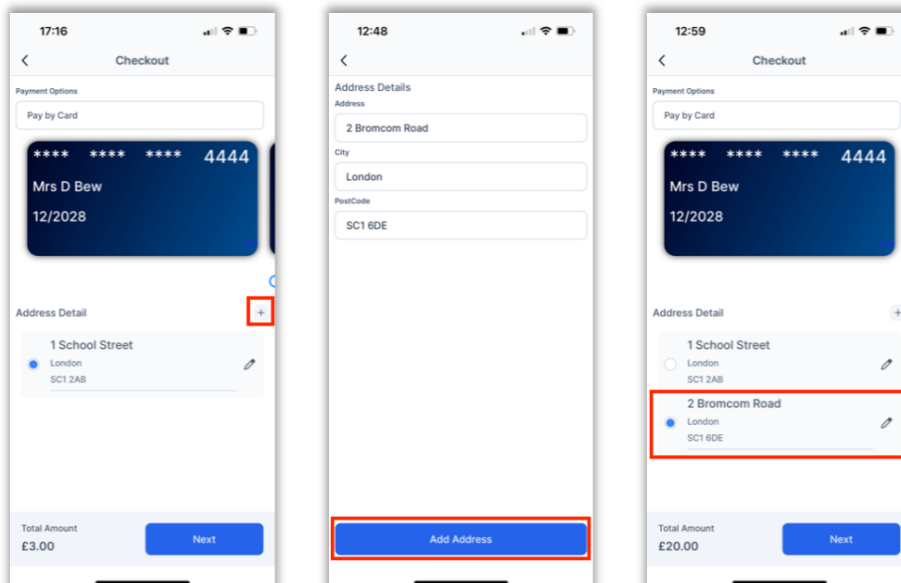 17:16
Checkout
Payment Options
Pay by Card
**** **** **** 4444
Mrs D Bew
12/2028
Address Detail
+
1 School Street
London
SC1 2AB
Total Amount
£3.00
Next
12:48
Address Details
Address
2 Bromcom Road
City
London
PostCode
SC1 6DE
Add Address
12:59
Checkout
Payment Options
Pay by Card
**** **** **** 4444
Mrs D Bew
12/2028
Address Detail
+
1 School Street
London
SC1 2AB
2 Bromcom Road
London
SC1 6DE
Total Amount
£20.00
Next